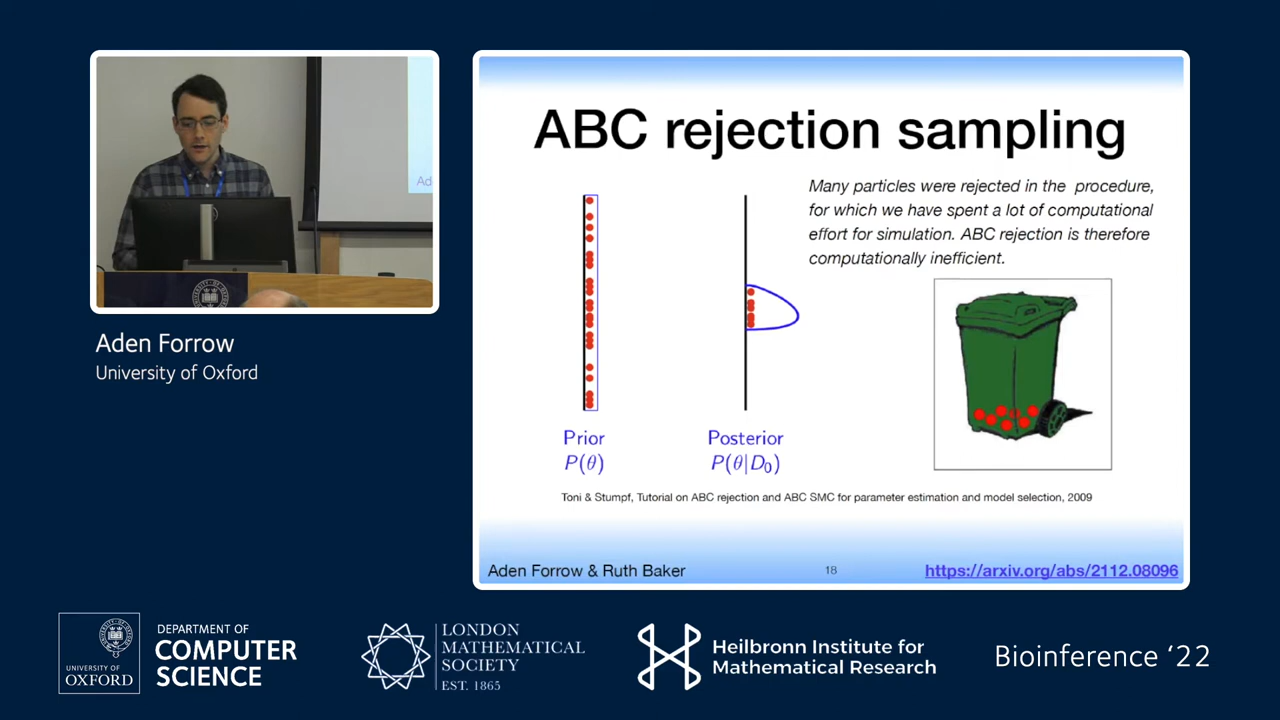 ABC rejection sampling
Many particles were rejected in the procedure,
for which we have spent a lot of computational
effort for simulation. ABC rejection is therefore
computationally inefficient.
Prior
P(θ)
Posterior
P(θ|D₀)
Toni & Stumpf, Tutorial on ABC rejection and ABC SMC for parameter estimation and model selection, 2009
Aden Forrow & Ruth Baker
18
https://arxiv.org/abs/2112.08096
Ad
Aden Forrow
University of Oxford
UNIVERSITY OF
OXFORD
DEPARTMENT OF
COMPUTER
SCIENCE
LONDON
MATHEMATICAL
SOCIETY
EST. 1865
Heilbronn Institute for
Mathematical Research
Bioinference ‘22